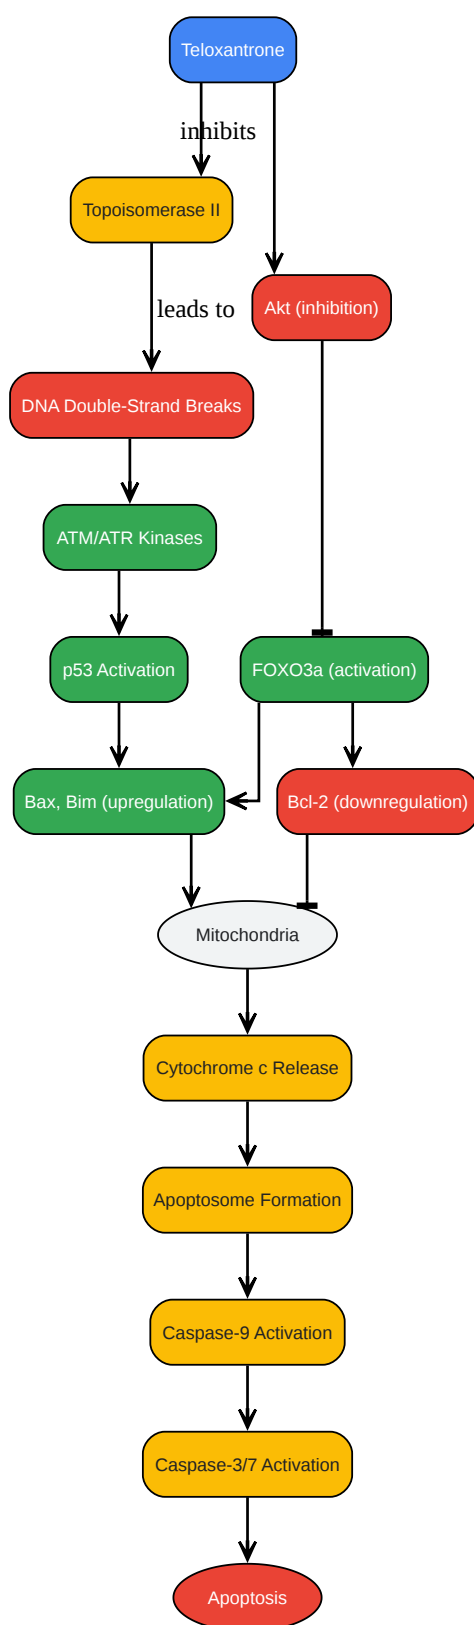 Teloxantrone
inhibits
Topoisomerase II
Akt (inhibition)
leads to
DNA Double-Strand Breaks
ATM/ATR Kinases
p53 Activation
FOXO3a (activation)
Bax, Bim (upregulation)
Bcl-2 (downregulation)
Mitochondria
Cytochrome c Release
Apoptosome Formation
Caspase-9 Activation
Caspase-3/7 Activation
Apoptosis